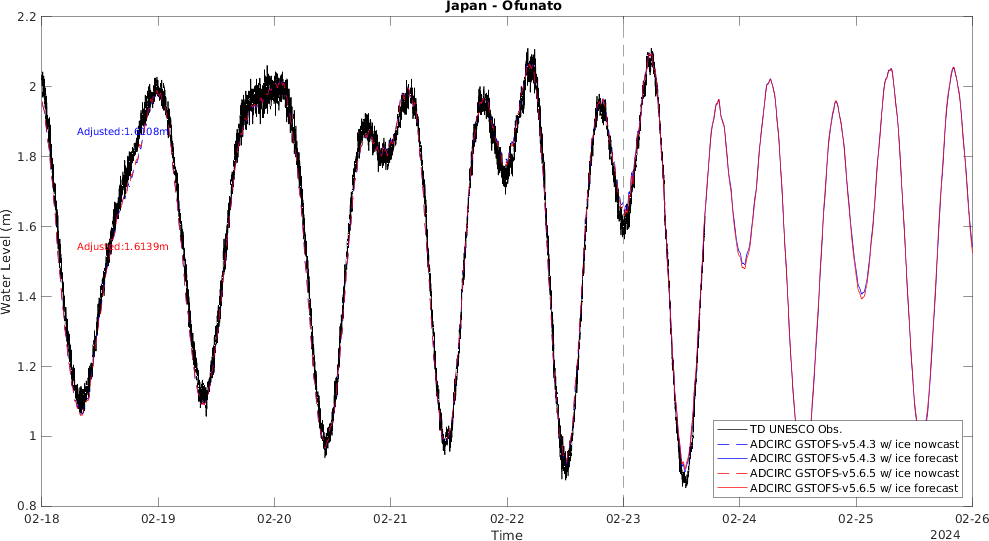 Japan - Ofunato
2.2
2
1.8
1.6
1.4
1.2
1
0.8
Water Level (m)
Adjusted:1.6108m
Adjusted:1.6139m
TD UNESCO Obs.
ADCIRC GSTOFS-v5.4.3 w/ ice nowcast
ADCIRC GSTOFS-v5.4.3 w/ ice forecast
ADCIRC GSTOFS-v5.6.5 w/ ice nowcast
ADCIRC GSTOFS-v5.6.5 w/ ice forecast
02-18 02-19 02-20 02-21 02-22 02-23 02-24 02-25 02-26
Time
2024